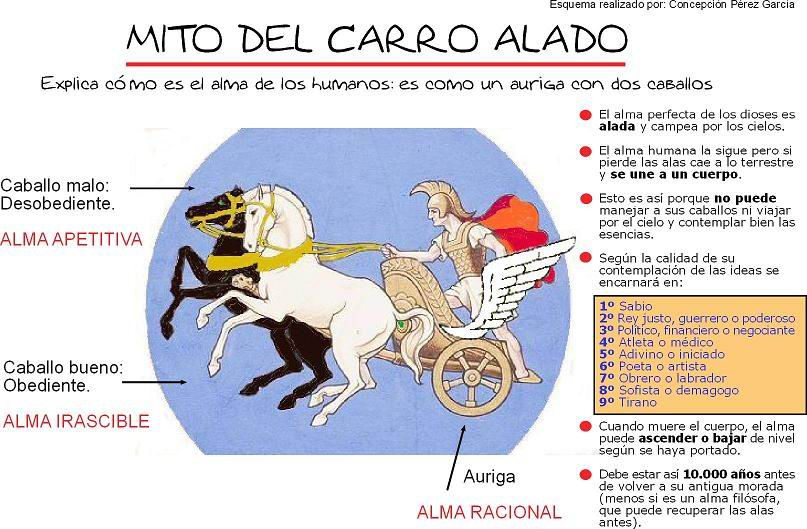 Esquema realizado por: Concepción Pérez García
MITO DEL CARRO ALADO
Explica cómo es el alma de los humanos: es como un auriga con dos caballos
Caballo malo:
Desobediente.
ALMA APETITIVA
Caballo bueno:
Obediente.
ALMA IRASCIBLE
Auriga
ALMA RACIONAL
El alma perfecta de los dioses es
alada y campea por los cielos.
El alma humana la sigue pero si
pierde las alas cae a lo terrestre
y se une a un cuerpo.
Esto es así porque no puede
manejar a sus caballos ni viajar
por el cielo y contemplar bien las
esencias.
Según la calidad de su
contemplación de las ideas se
encarnará en:
1º Sabio
2º Rey justo, guerrero o poderoso
3º Político, financiero o negociante
4º Atleta o médico
5º Adivino o iniciado
6º Poeta o artista
7º Obrero o labrador
8º Sofista o demagogo
9º Tirano
Cuando muere el cuerpo, el alma
puede ascender o bajar de nivel
según se haya portado.
Debe estar así 10.000 años antes
de volver a su antigua morada
(menos si es un alma filósofa,
que puede recuperar las alas
antes).